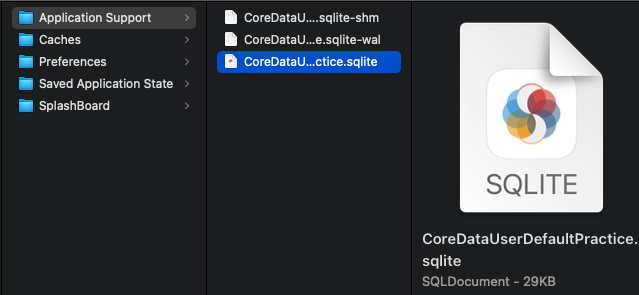 Application Support
Caches
Preferences
Saved Application State
SplashBoard
CoreDataU....sqlite-shm
CoreDataU...e.sqlite-wal
CoreDataU...ctice.sqlite
SQLITE
CoreDataUserDefaultPractice.
sqlite
SQLDocument - 29KB